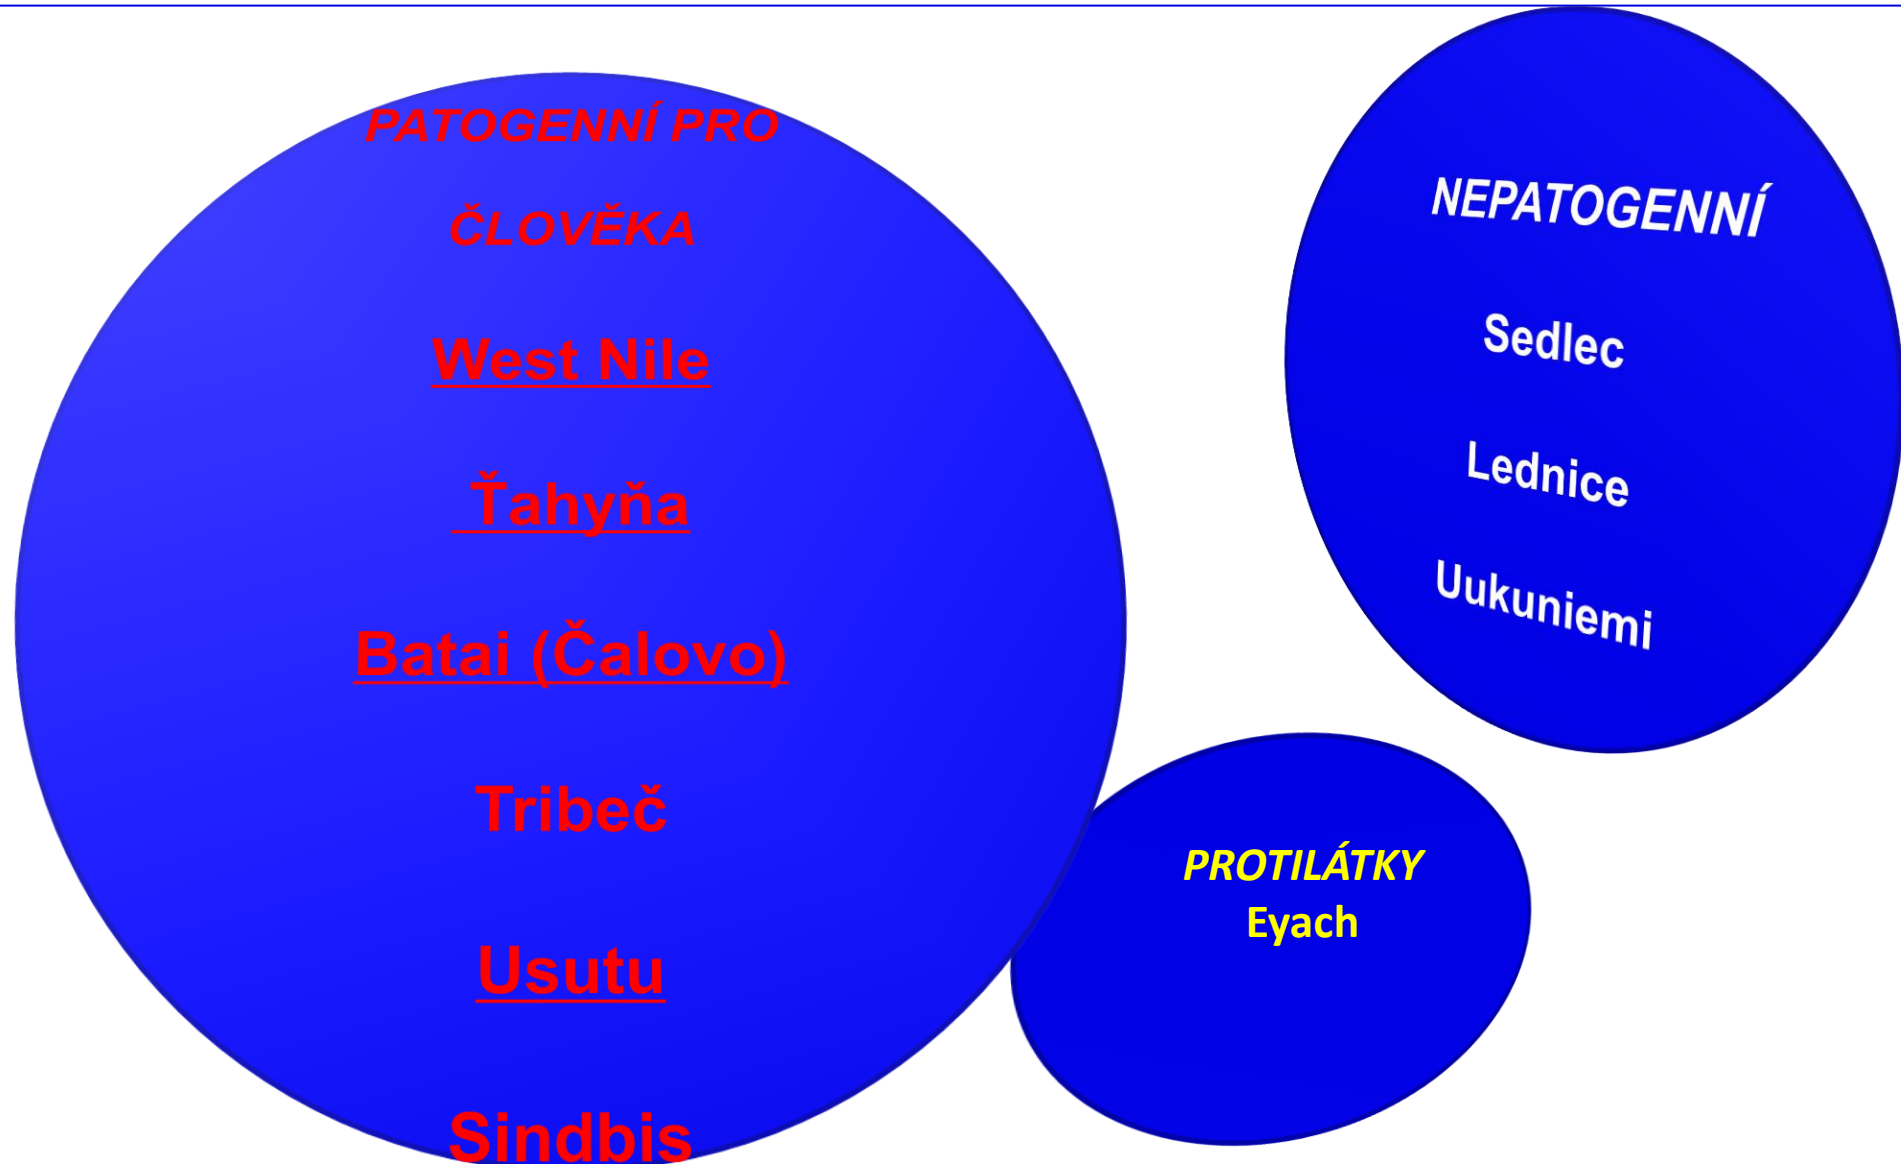 PATOGENNÍ PRO
ČLOVĚKA
West Nile
Ťahyňa
Batai (Čalovo)
Tribeč
Usutu
Sindbis
NEPATOGENNÍ
Sedlec
Lednice
Uukuniemi
PROTILÁTKY
Eyach